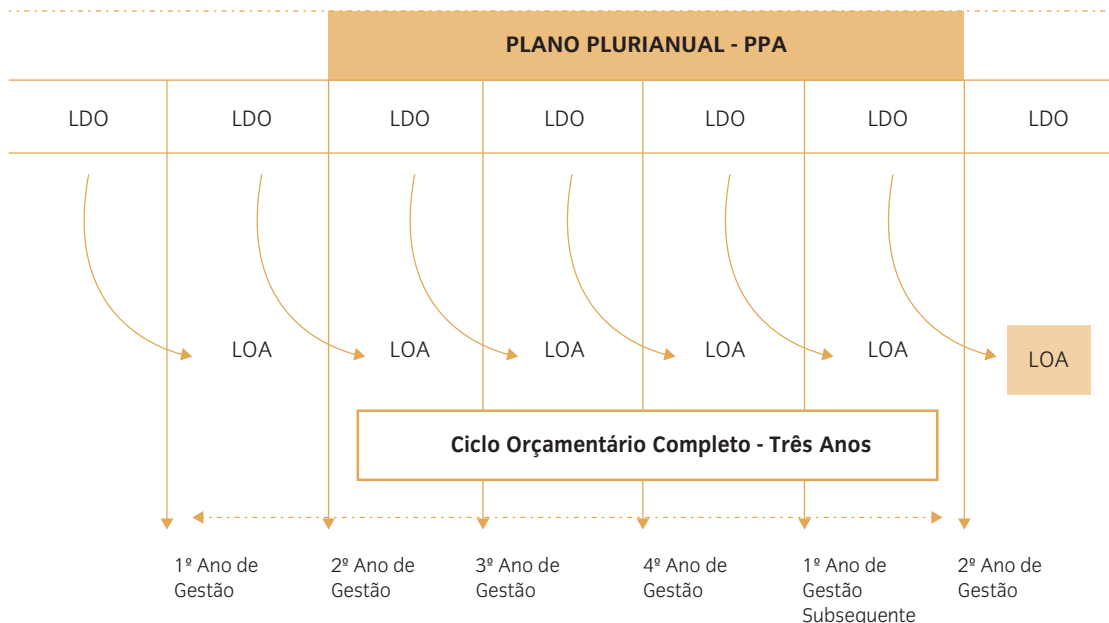 PLANO PLURIANUAL - PPA
LDO LDO LDO LDO LDO LDO LDO
LOA LOA LOA LOA LOA LOA
Ciclo Orçamentário Completo - Três Anos
1º Ano de
Gestão
2º Ano de
Gestão
3º Ano de
Gestão
4º Ano de
Gestão
1º Ano de
Gestão
Subsequente
2º Ano de
Gestão